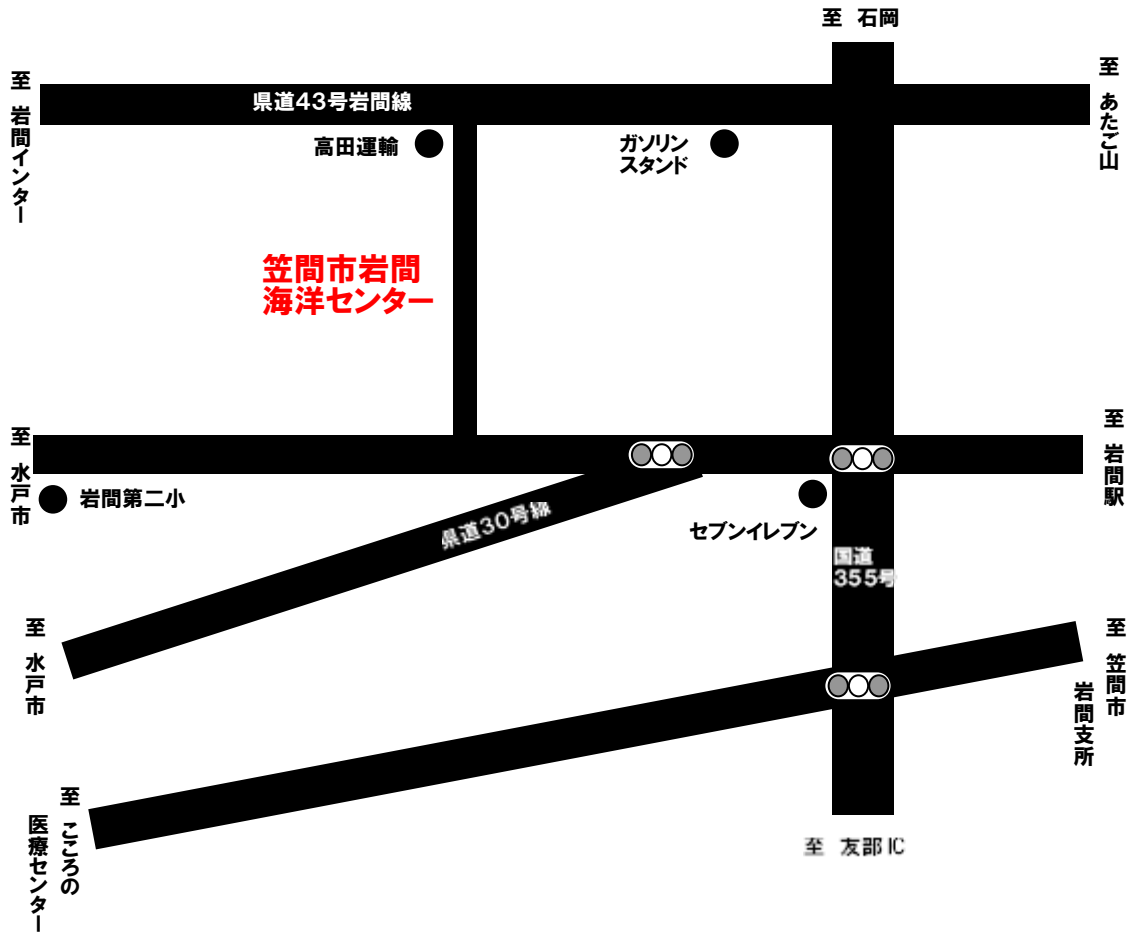 至 石岡
至 岩間インター
県道43号岩間線
至 あたご山
高田運輸
ガソリン
スタンド
笠間市岩間
海洋センター
至 水戸市
至 岩間駅
岩間第二小
県道30号線
セブンイレブン
国道
355号
至 水戸市
至 笠間市
岩間支所
至 こころの
医療センター
至 友部IC